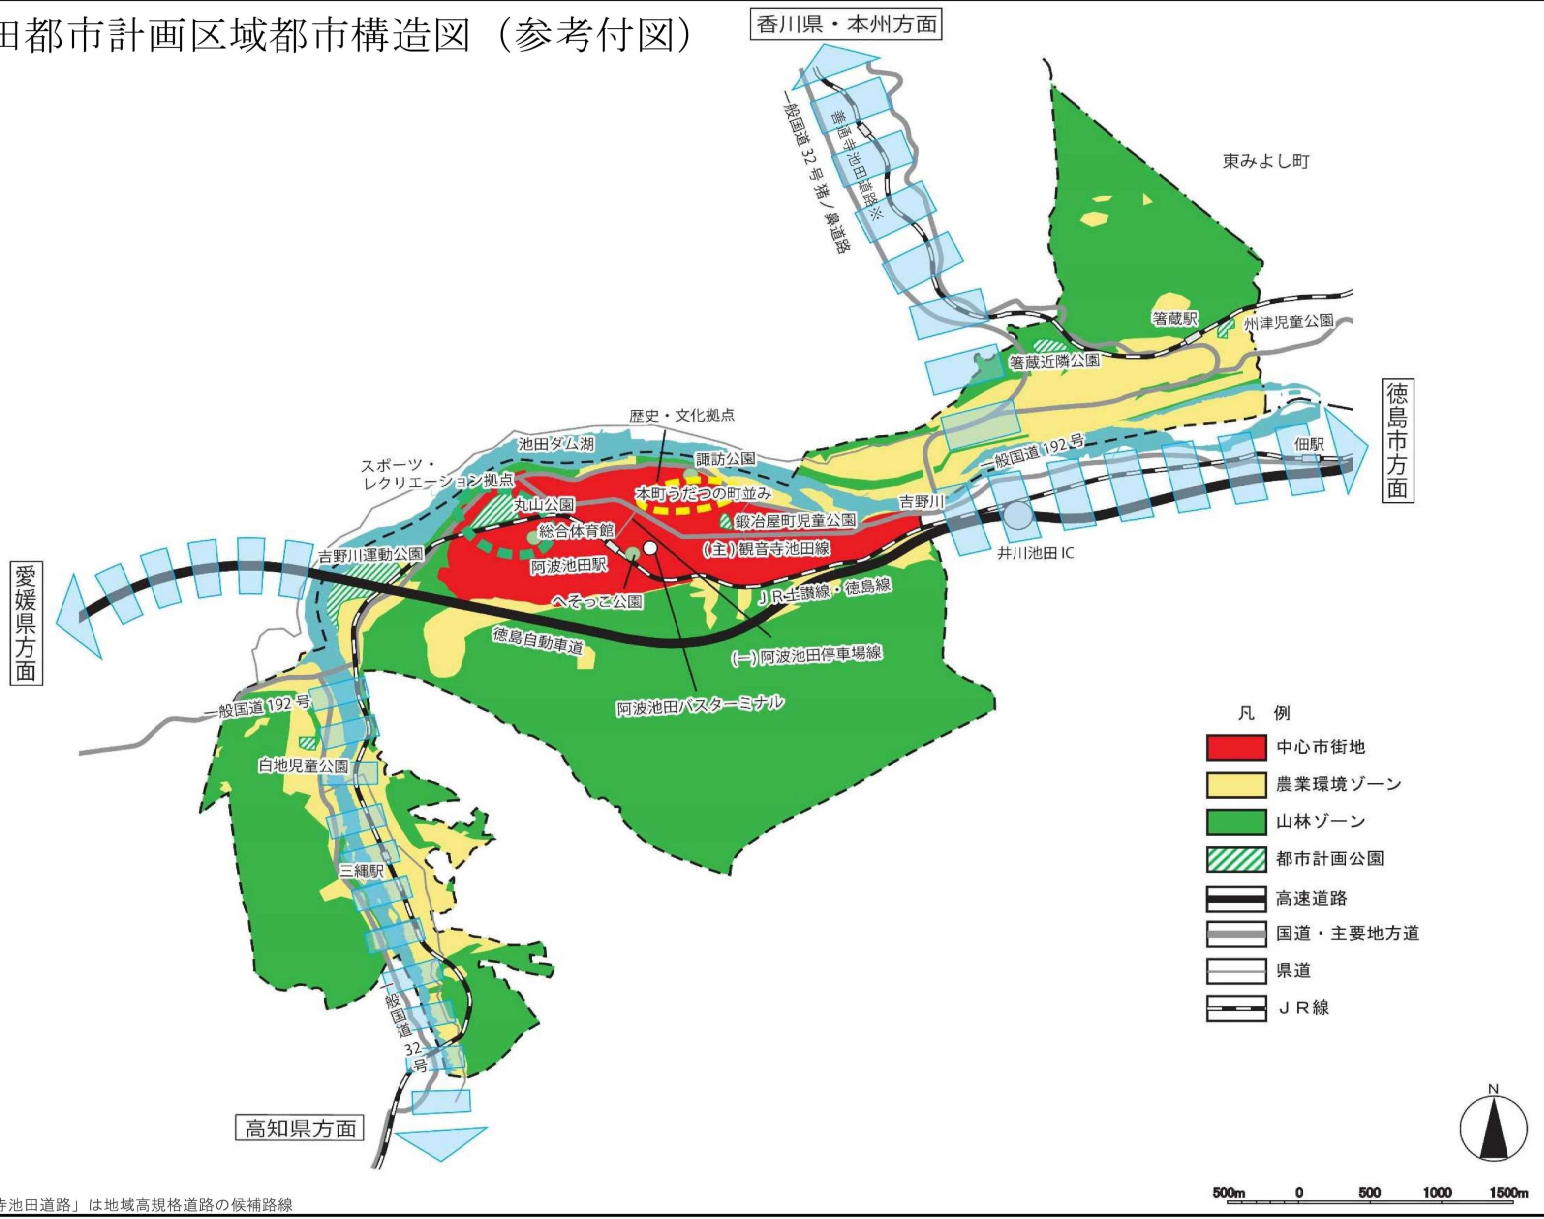 田都市計画区域都市構造図（参考付図）
香川県・本州方面
一般国道32号猪ノ鼻道路
善通寺池田道路※
東みよし町
箸蔵駅
州津児童公園
箸蔵近隣公園
徳島市方面
歴史・文化拠点
池田ダム湖
諏訪公園
一般国道192号
佃駅
スポーツ・
レクリエーション拠点
丸山公園
本町うだつの町並み
吉野川
鍛冶屋町児童公園
総合体育館
(主)観音寺池田線
井川池田IC
吉野川運動公園
阿波池田駅
へそっこ公園
JR土讃線・徳島線
愛媛県方面
徳島自動車道
(一)阿波池田停車場線
阿波池田バスターミナル
一般国道192号
白地児童公園
三縄駅
一般国道
32
号
高知県方面
凡 例
中心市街地
農業環境ゾーン
山林ゾーン
都市計画公園
高速道路
国道・主要地方道
県道
JR線
N
500m 0 500 1000 1500m
寺池田道路」は地域高規格道路の候補路線